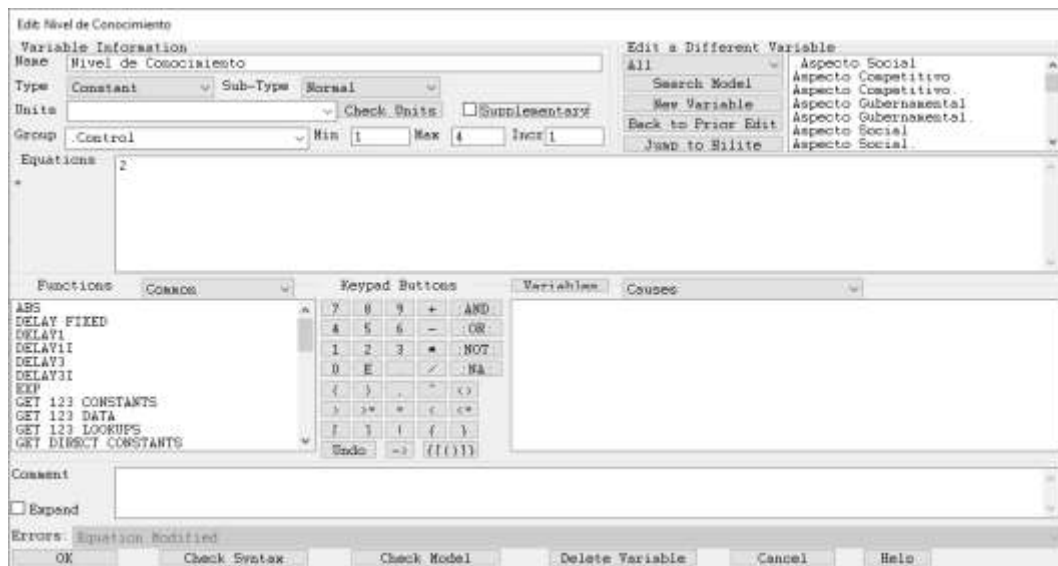 Edit: Nivel de Conocimiento
Variable Information
Name Nivel de Conocimiento
Type Constant Sub-Type Normal
Units Check Units Supplementary
Group .Control Min 1 Max 4 Incr 1
Edit a Different Variable
All
Search Model
New Variable
Back to Prior Edit
Jump to Hilite
Aspecto Social
Aspecto Competitivo
Aspecto Competitivo.
Aspecto Gubernamental
Aspecto Gubernamental.
Aspecto Social
Aspecto Social.
Equations 2
=
Functions Common
ABS
DELAY FIXED
DELAY1
DELAY1I
DELAY3
DELAY3I
EXP
GET 123 CONSTANTS
GET 123 DATA
GET 123 LOOKUPS
GET DIRECT CONSTANTS
Keypad Buttons
7 8 9 + :AND:
4 5 6 - :OR:
1 2 3 * :NOT:
0 E . / :NA:
( ) , ^ <>
> >= = < <=
[ ] ! { }
Undo -> {[()]}
Variables Causes
Comment
Expand
Errors: Equation Modified
OK Check Syntax Check Model Delete Variable Cancel Help